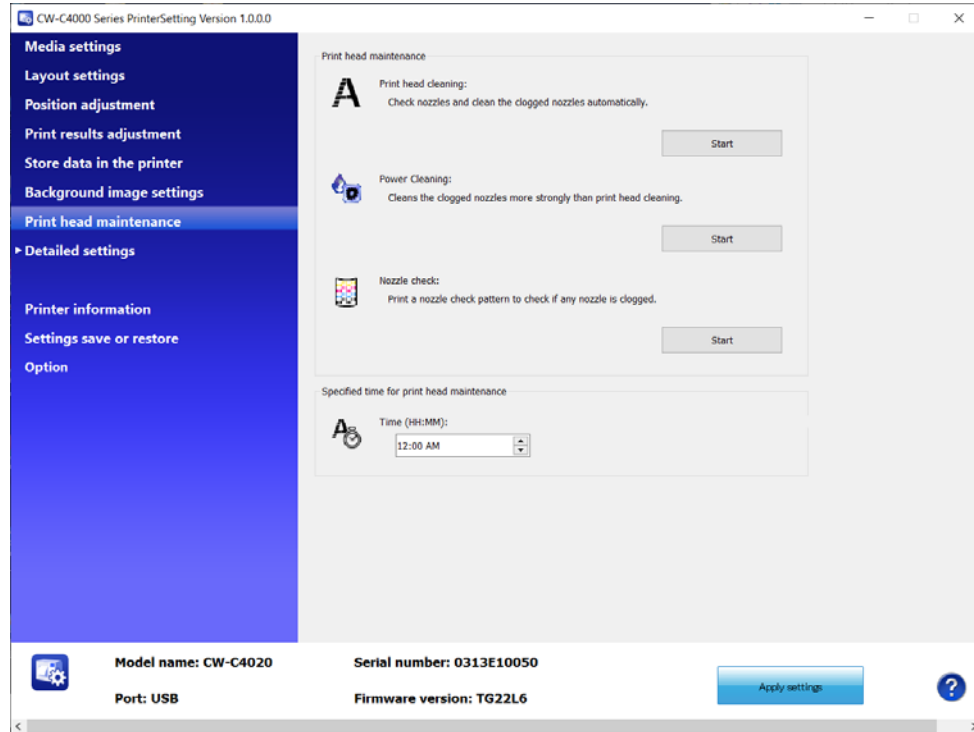 CW-C4000 Series PrinterSetting Version 1.0.0.0
Media settings
Layout settings
Position adjustment
Print results adjustment
Store data in the printer
Background image settings
Print head maintenance
Detailed settings
Printer information
Settings save or restore
Option
Print head maintenance
Print head cleaning:
Check nozzles and clean the clogged nozzles automatically.
Start
Power Cleaning:
Cleans the clogged nozzles more strongly than print head cleaning.
Start
Nozzle check:
Print a nozzle check pattern to check if any nozzle is clogged.
Start
Specified time for print head maintenance
Time (HH:MM):
12:00 AM
Model name: CW-C4020
Serial number: 0313E10050
Port: USB
Firmware version: TG22L6
Apply settings
?